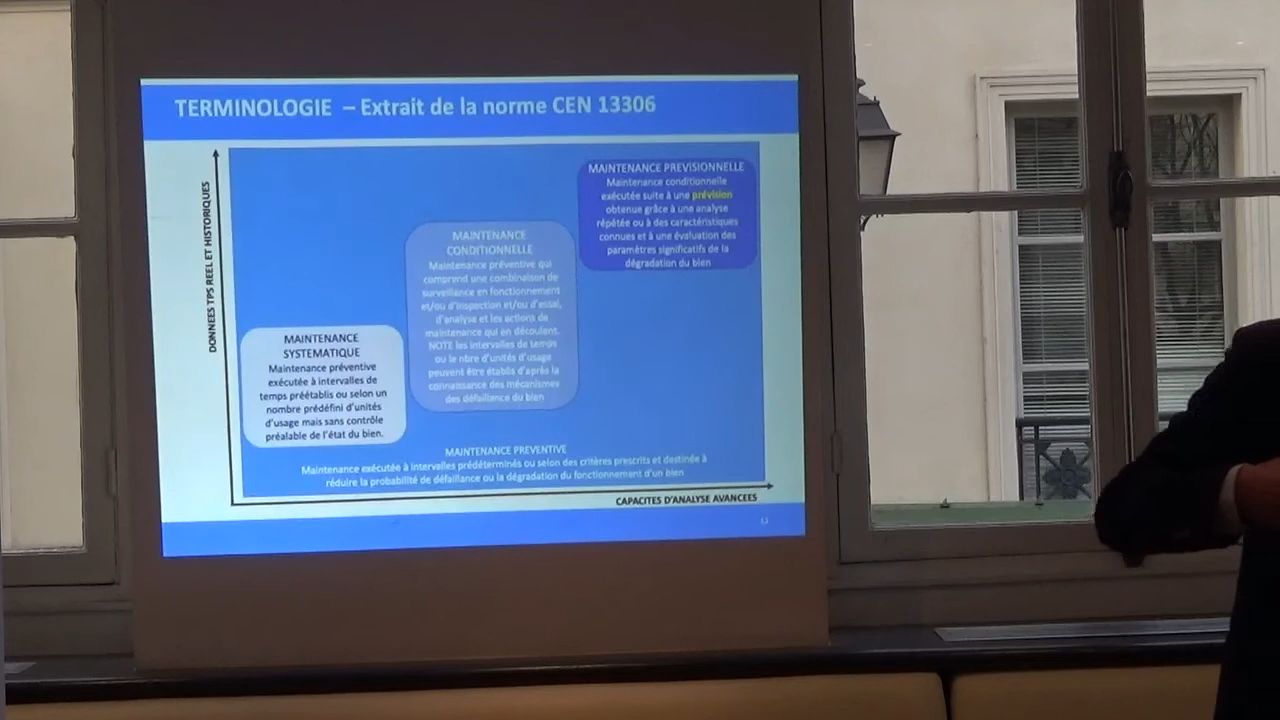 TERMINOLOGIE – Extrait de la norme CEN 13306
DONNEES TPS REEL ET HISTORIQUES
MAINTENANCE
SYSTEMATIQUE
Maintenance préventive
exécutée à intervalles de
temps préétablis ou selon un
nombre prédéfini d'unités
d'usage mais sans contrôle
préalable de l'état du bien.
MAINTENANCE
CONDITIONNELLE
Maintenance préventive qui
comprend une combinaison de
surveillance en fonctionnement
et/ou d'inspection et/ou d'essai,
d'analyse et les actions de
maintenance qui en découlent.
NOTE les intervalles de temps
ou le nbre d'unités d'usage
peuvent être établis d'après la
connaissance des mécanismes
des défaillance du bien
MAINTENANCE PREVISIONNELLE
Maintenance conditionnelle
exécutée suite à une prévision
obtenue grâce à une analyse
répétée ou à des caractéristiques
connues et à une évaluation des
paramètres significatifs de la
dégradation du bien
MAINTENANCE PREVENTIVE
Maintenance exécutée à intervalles prédéterminés ou selon des critères prescrits et destinée à
réduire la probabilité de défaillance ou la dégradation du fonctionnement d'un bien
CAPACITES D'ANALYSE AVANCEES